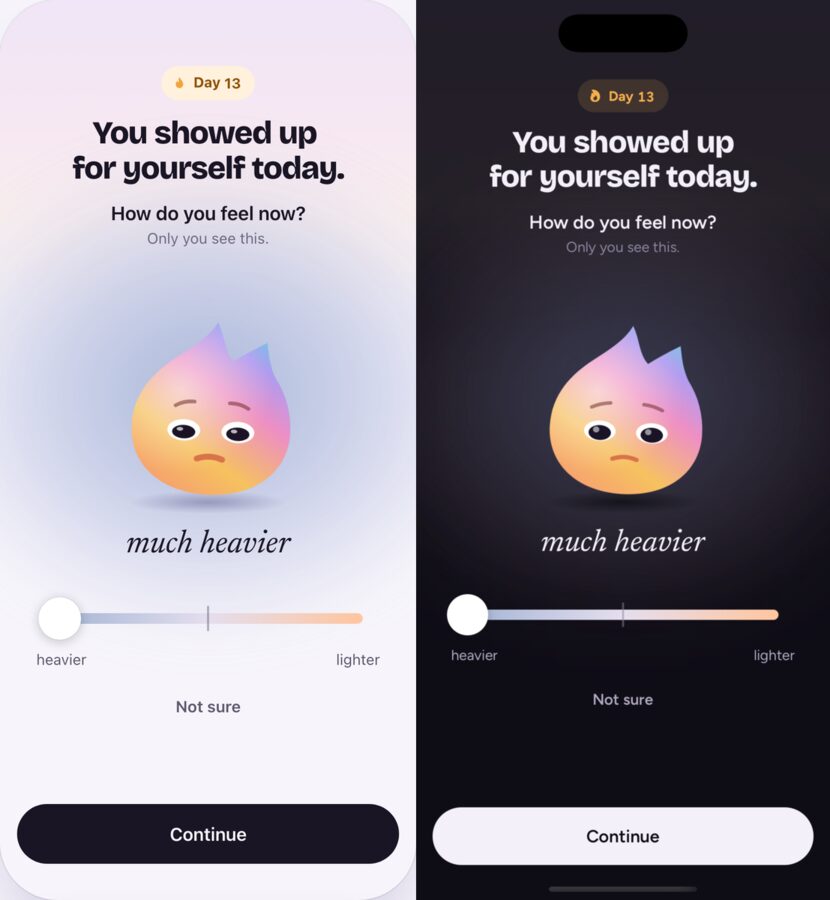 Day 13
You showed up
for yourself today.
How do you feel now?
Only you see this.
much heavier
heavier
lighter
Not sure
Continue
Day 13
You showed up
for yourself today.
How do you feel now?
Only you see this.
much heavier
heavier
lighter
Not sure
Continue